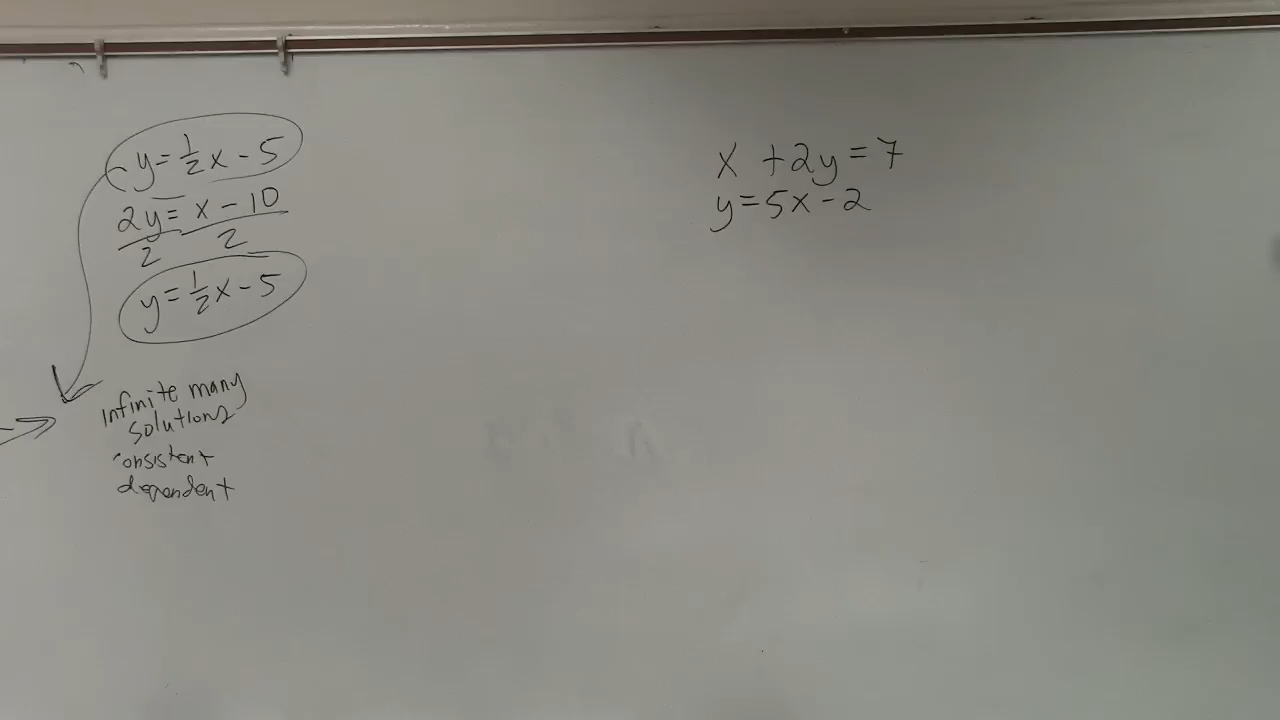 y = 1/2 x - 5
2y = x - 10
2 2
y = 1/2 x - 5
infinite many
solutions
consistent
dependent
x + 2y = 7
y = 5x - 2